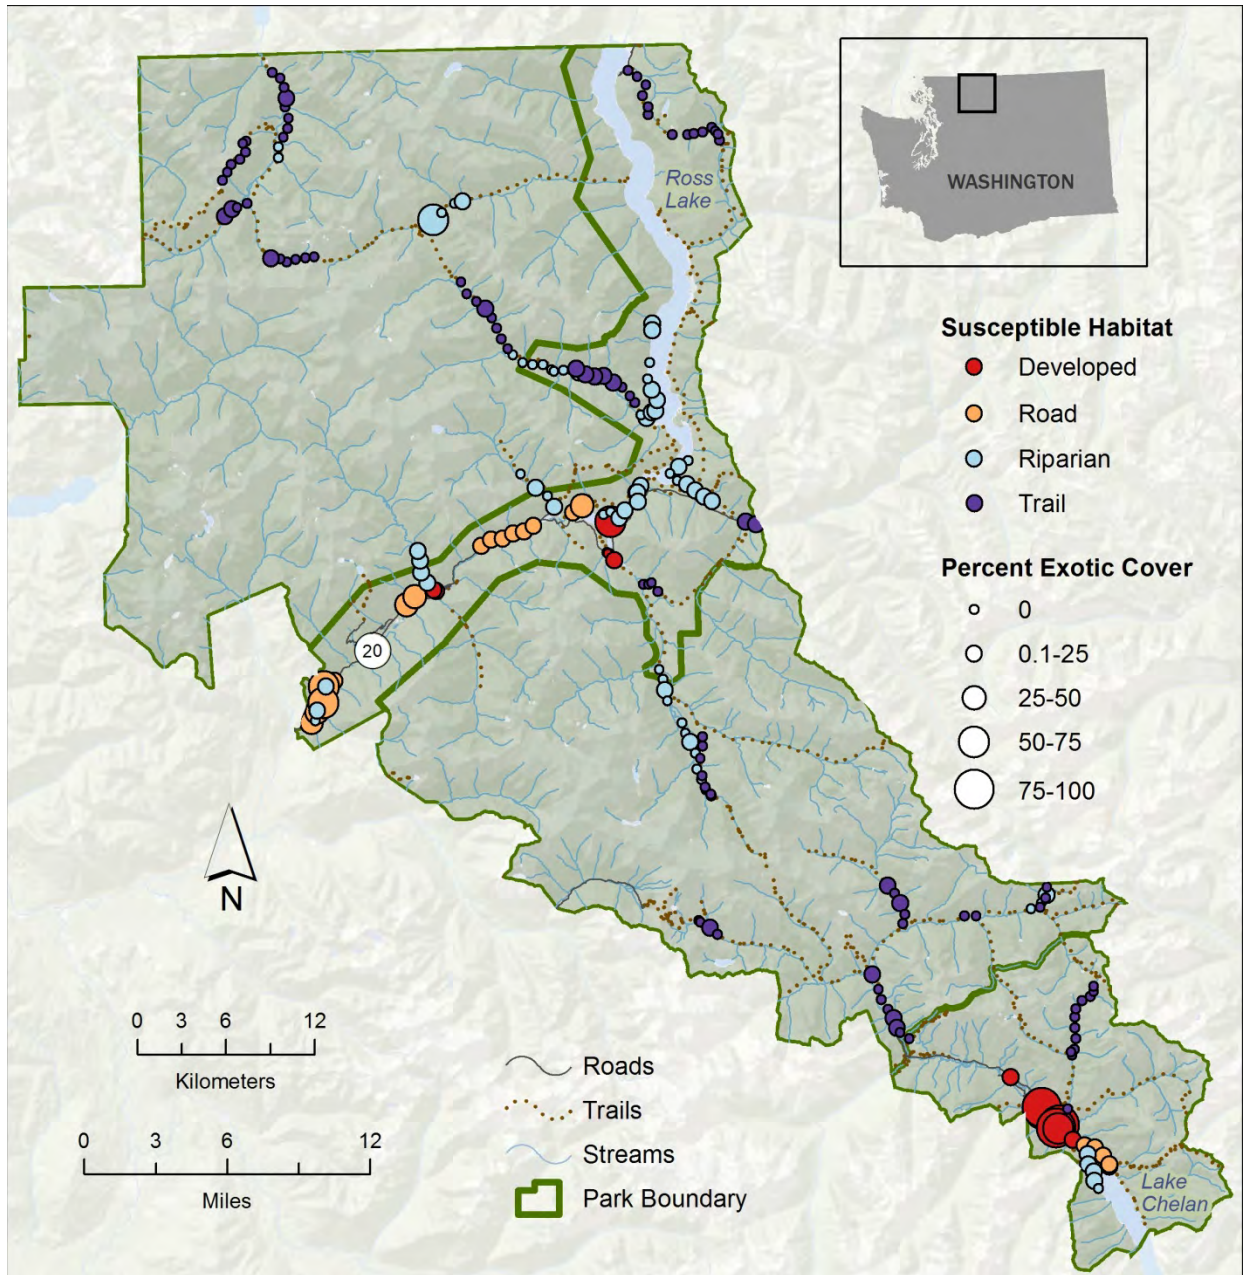 Ross
Lake
WASHINGTON
Susceptible Habitat
Developed
Road
Riparian
Trail
Percent Exotic Cover
0
0.1-25
25-50
50-75
75-100
20
N
0 3 6 12
Kilometers
0 3 6 12
Miles
Roads
Trails
Streams
Park Boundary
Lake
Chelan